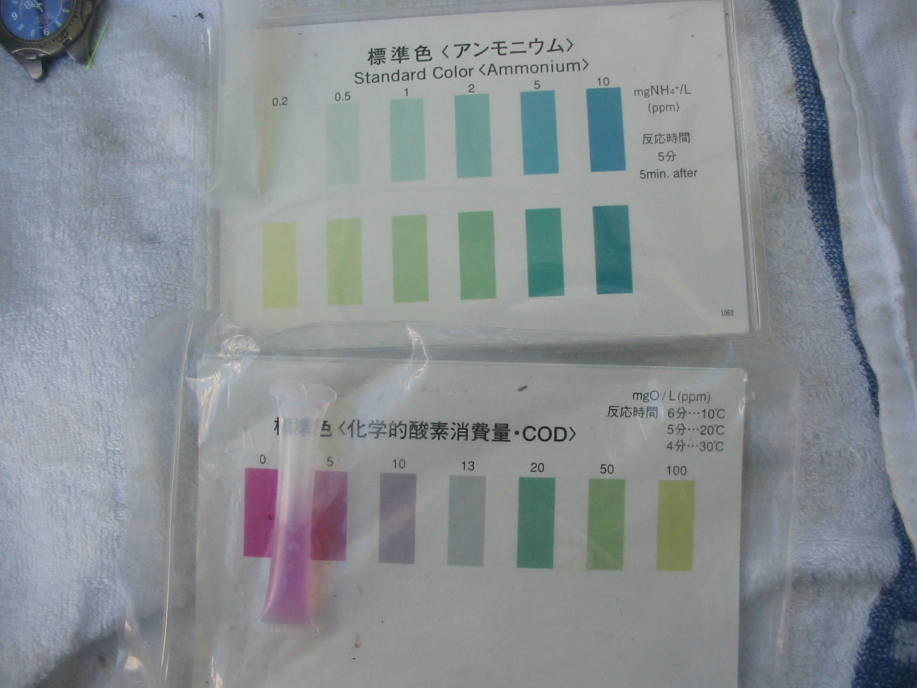 標準色〈アンモニウム〉
Standard Color〈Ammonium〉
0.2 0.5 1 2 5 10
mgNH₄⁺/L
(ppm)
反応時間
5分
5min. after
1060
標準色〈化学的酸素消費量・COD〉
mgO/L(ppm)
反応時間 6分…10℃
5分…20℃
4分…30℃
0 5 10 13 20 50 100